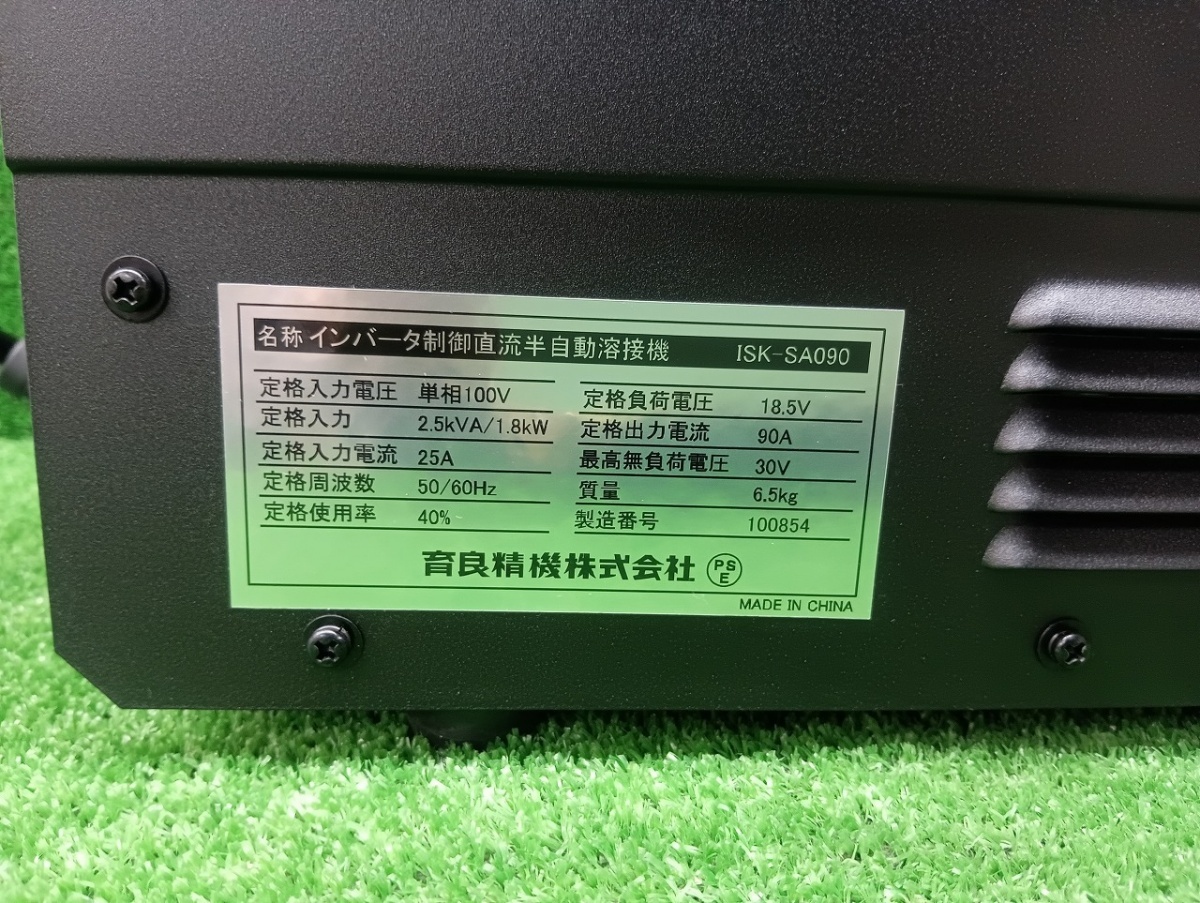 名称 インバータ制御直流半自動溶接機 ISK-SA090
定格入力電圧 単相100V
定格入力 2.5kVA/1.8kW
定格入力電流 25A
定格周波数 50/60Hz
定格使用率 40%
定格負荷電圧 18.5V
定格出力電流 90A
最高無負荷電圧 30V
質量 6.5kg
製造番号 100854
育良精機株式会社 PSE
MADE IN CHINA